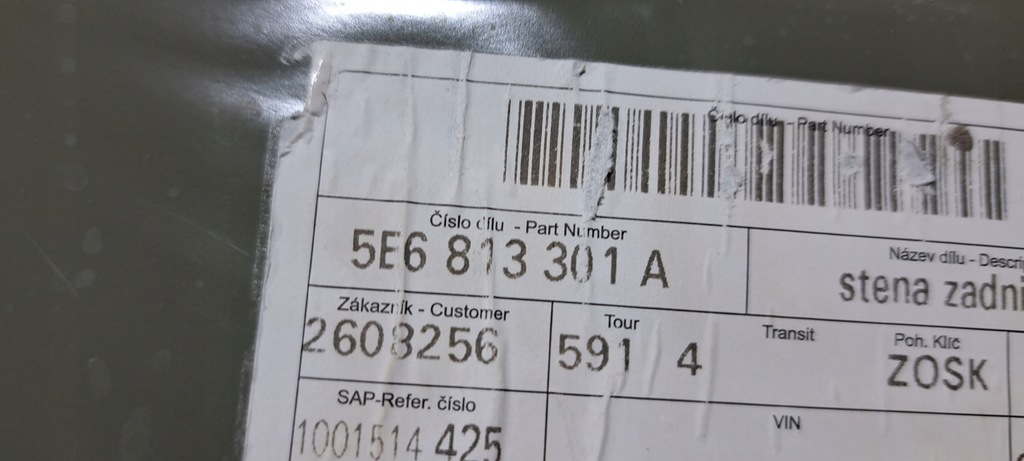 Číslo dílu - Part Number
Číslo dílu - Part Number
5E6 813 301 A
Název dílu - Descri
stena zadni
Zákazník - Customer
2608256
Tour
591 4
Transit
Poh. Klíč
ZOSK
SAP-Refer. číslo
1001514 425
VIN